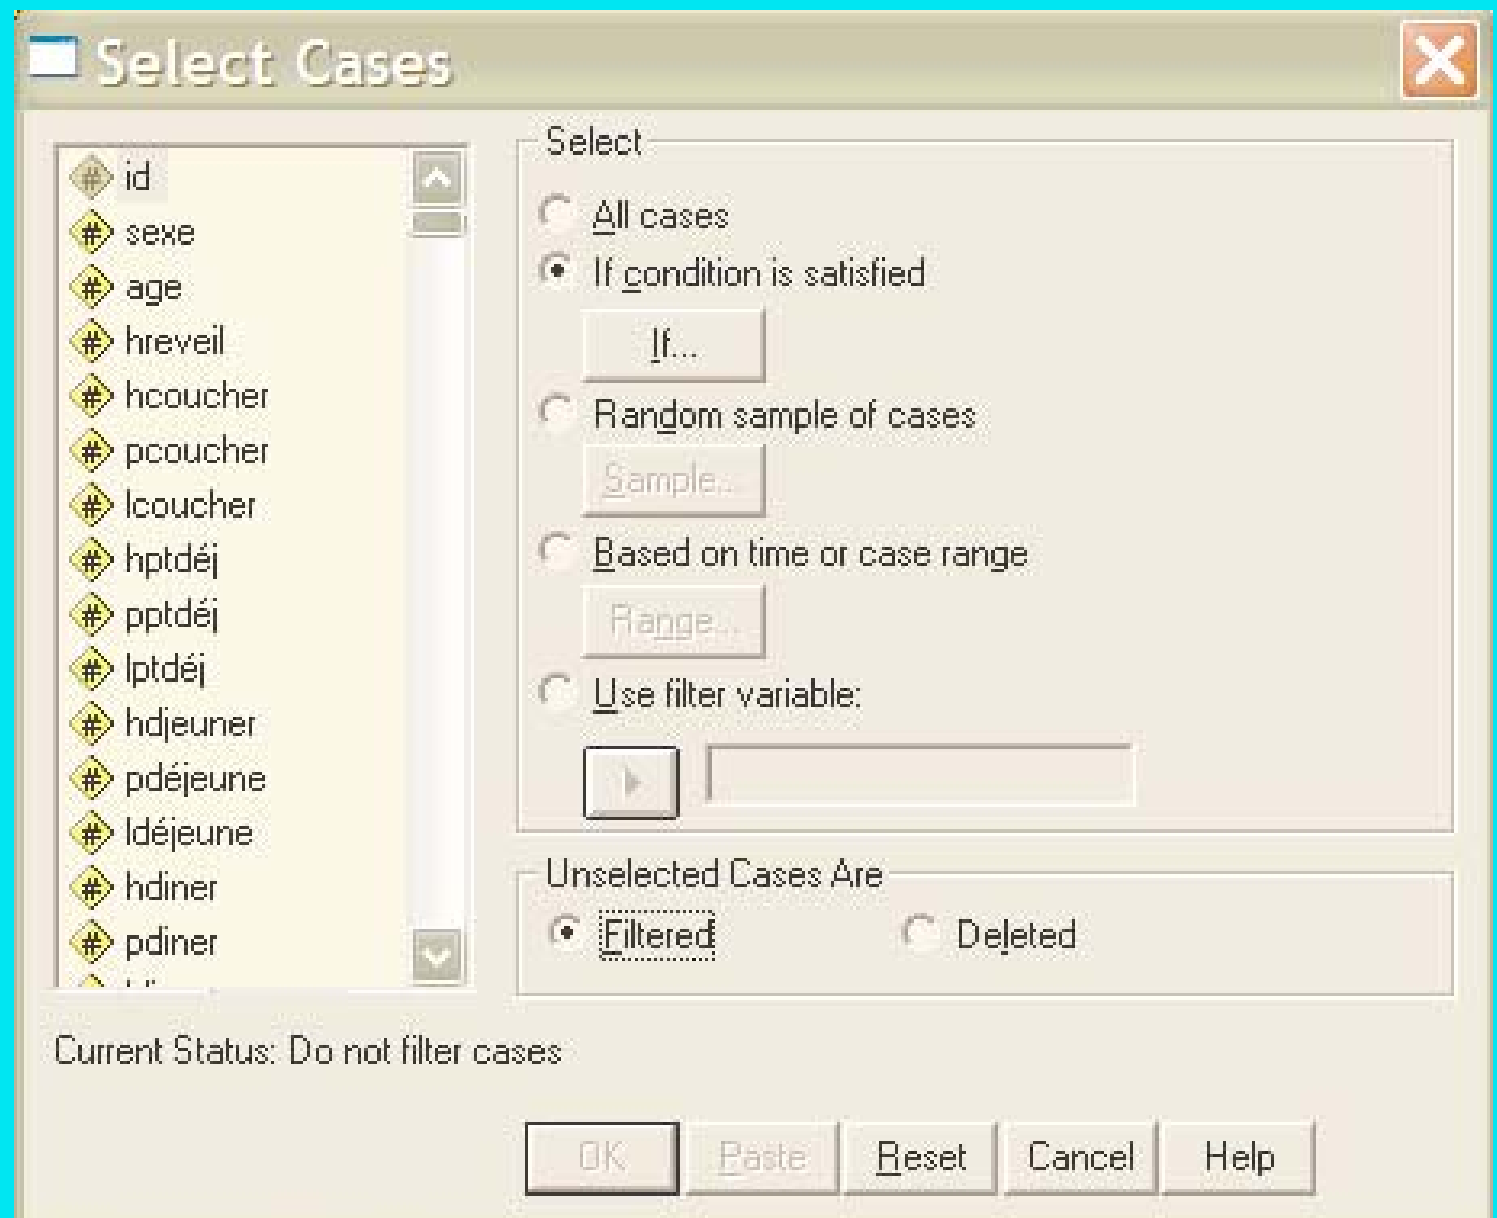 Select Cases
id
sexe
age
hreveil
hcoucher
pcoucher
lcoucher
hptdéj
pptdéj
lptdéj
hdjeuner
pdéjeune
ldéjeune
hdiner
pdiner
Select
All cases
If condition is satisfied
If...
Random sample of cases
Sample...
Based on time or case range
Range...
Use filter variable:
Unselected Cases Are
Filtered
Deleted
Current Status: Do not filter cases
OK
Paste
Reset
Cancel
Help